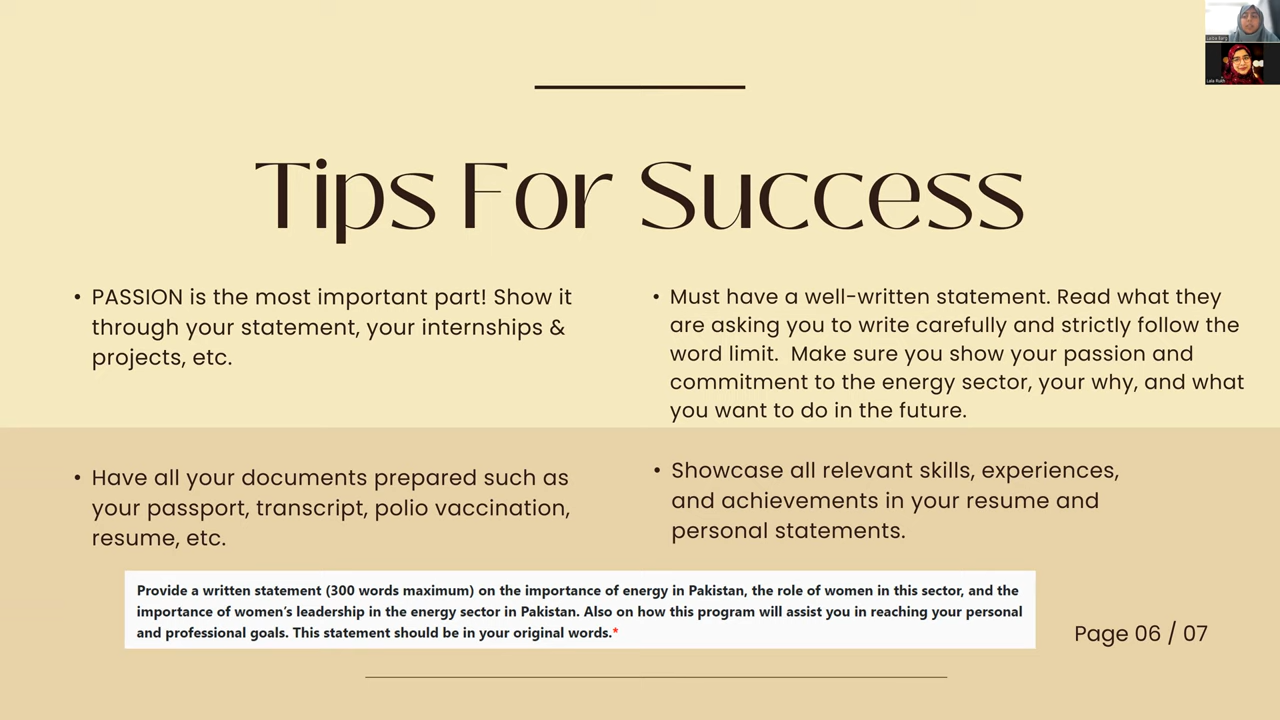 Tips For Success
• PASSION is the most important part! Show it
through your statement, your internships &
projects, etc.
• Must have a well-written statement. Read what they
are asking you to write carefully and strictly follow the
word limit.  Make sure you show your passion and
commitment to the energy sector, your why, and what
you want to do in the future.
• Have all your documents prepared such as
your passport, transcript, polio vaccination,
resume, etc.
• Showcase all relevant skills, experiences,
and achievements in your resume and
personal statements.
Provide a written statement (300 words maximum) on the importance of energy in Pakistan, the role of women in this sector, and the
importance of women’s leadership in the energy sector in Pakistan. Also on how this program will assist you in reaching your personal
and professional goals. This statement should be in your original words.*
Page 06 / 07